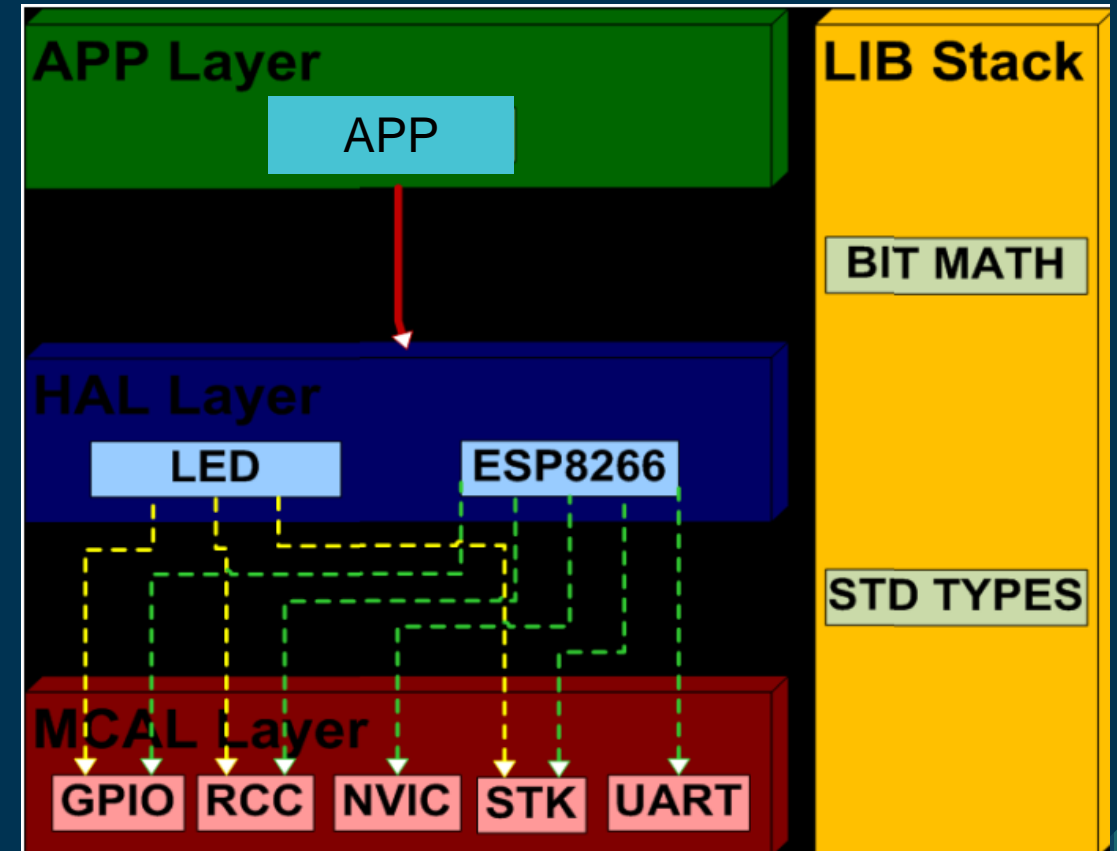 APP Layer
APP
LIB Stack
BIT MATH
HAL Layer
LED
ESP8266
STD TYPES
MCAL Layer
GPIO
RCC
NVIC
STK
UART